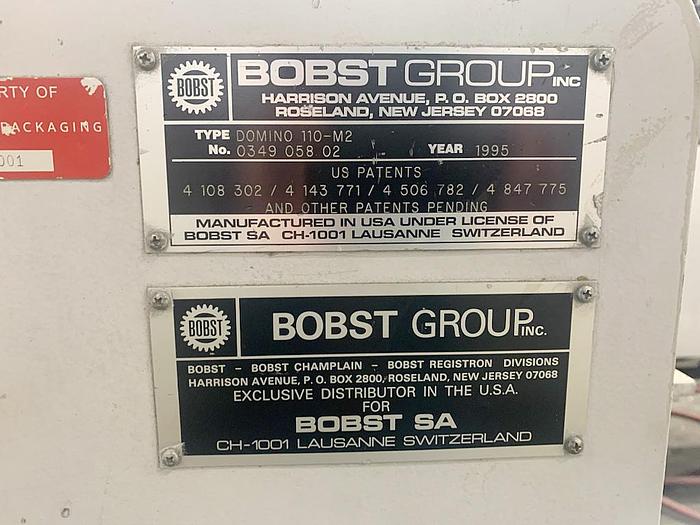 RTY OF
PACKAGING
001
BOBST
BOBST GROUP INC
HARRISON AVENUE, P. O. BOX 2800
ROSELAND, NEW JERSEY 07068
TYPE DOMINO 110-M2
No. 0349 058 02 YEAR 1995
US PATENTS
4 108 302 / 4 143 771 / 4 506 782 / 4 847 775
AND OTHER PATENTS PENDING
MANUFACTURED IN USA UNDER LICENSE OF
BOBST SA CH-1001 LAUSANNE SWITZERLAND
BOBST
BOBST GROUP INC.
BOBST - BOBST CHAMPLAIN - BOBST REGISTRON DIVISIONS
HARRISON AVENUE, P. O. BOX 2800, ROSELAND, NEW JERSEY 07068
EXCLUSIVE DISTRIBUTOR IN THE U.S.A.
FOR
BOBST SA
CH-1001 LAUSANNE SWITZERLAND